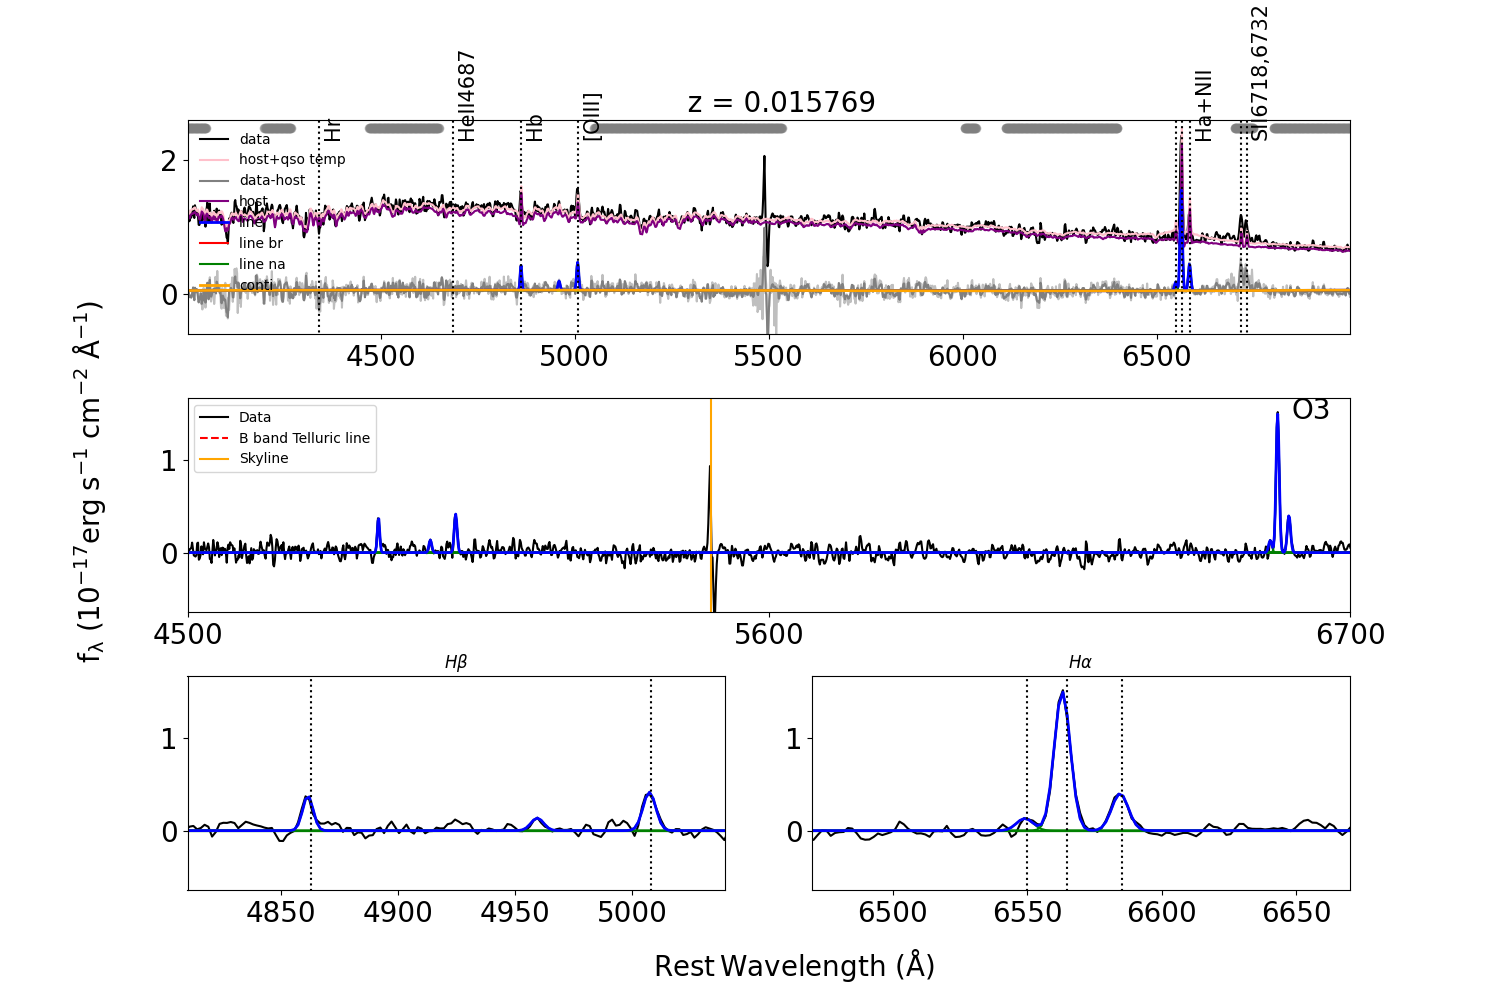 z = 0.015769
Hr
HeII4687
Hb
[OIII]
Ha+NII
SII6718,6732
data
host+qso temp
data-host
host
line
line br
line na
conti
2
0
4500 5000 5500 6000 6500
fλ (10⁻¹⁷erg s⁻¹ cm⁻² Å⁻¹)
Data
B band Telluric line
Skyline
O3
1
0
4500 5600 6700
Hβ
1
0
4850 4900 4950 5000
Hα
1
0
6500 6550 6600 6650
Rest Wavelength (Å)